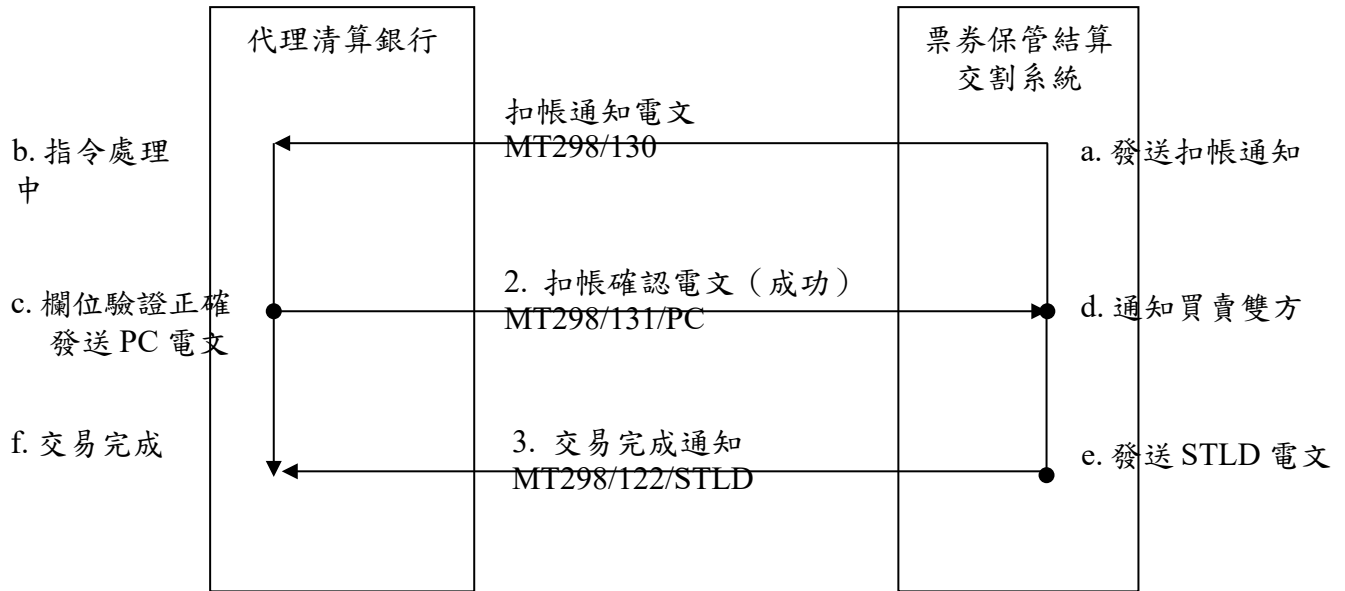 代理清算銀行
票券保管結算
交割系統
扣帳通知電文
MT298/130
b. 指令處理
中
a. 發送扣帳通知
2. 扣帳確認電文（成功）
MT298/131/PC
c. 欄位驗證正確
發送 PC 電文
d. 通知買賣雙方
f. 交易完成
3. 交易完成通知
MT298/122/STLD
e. 發送 STLD 電文